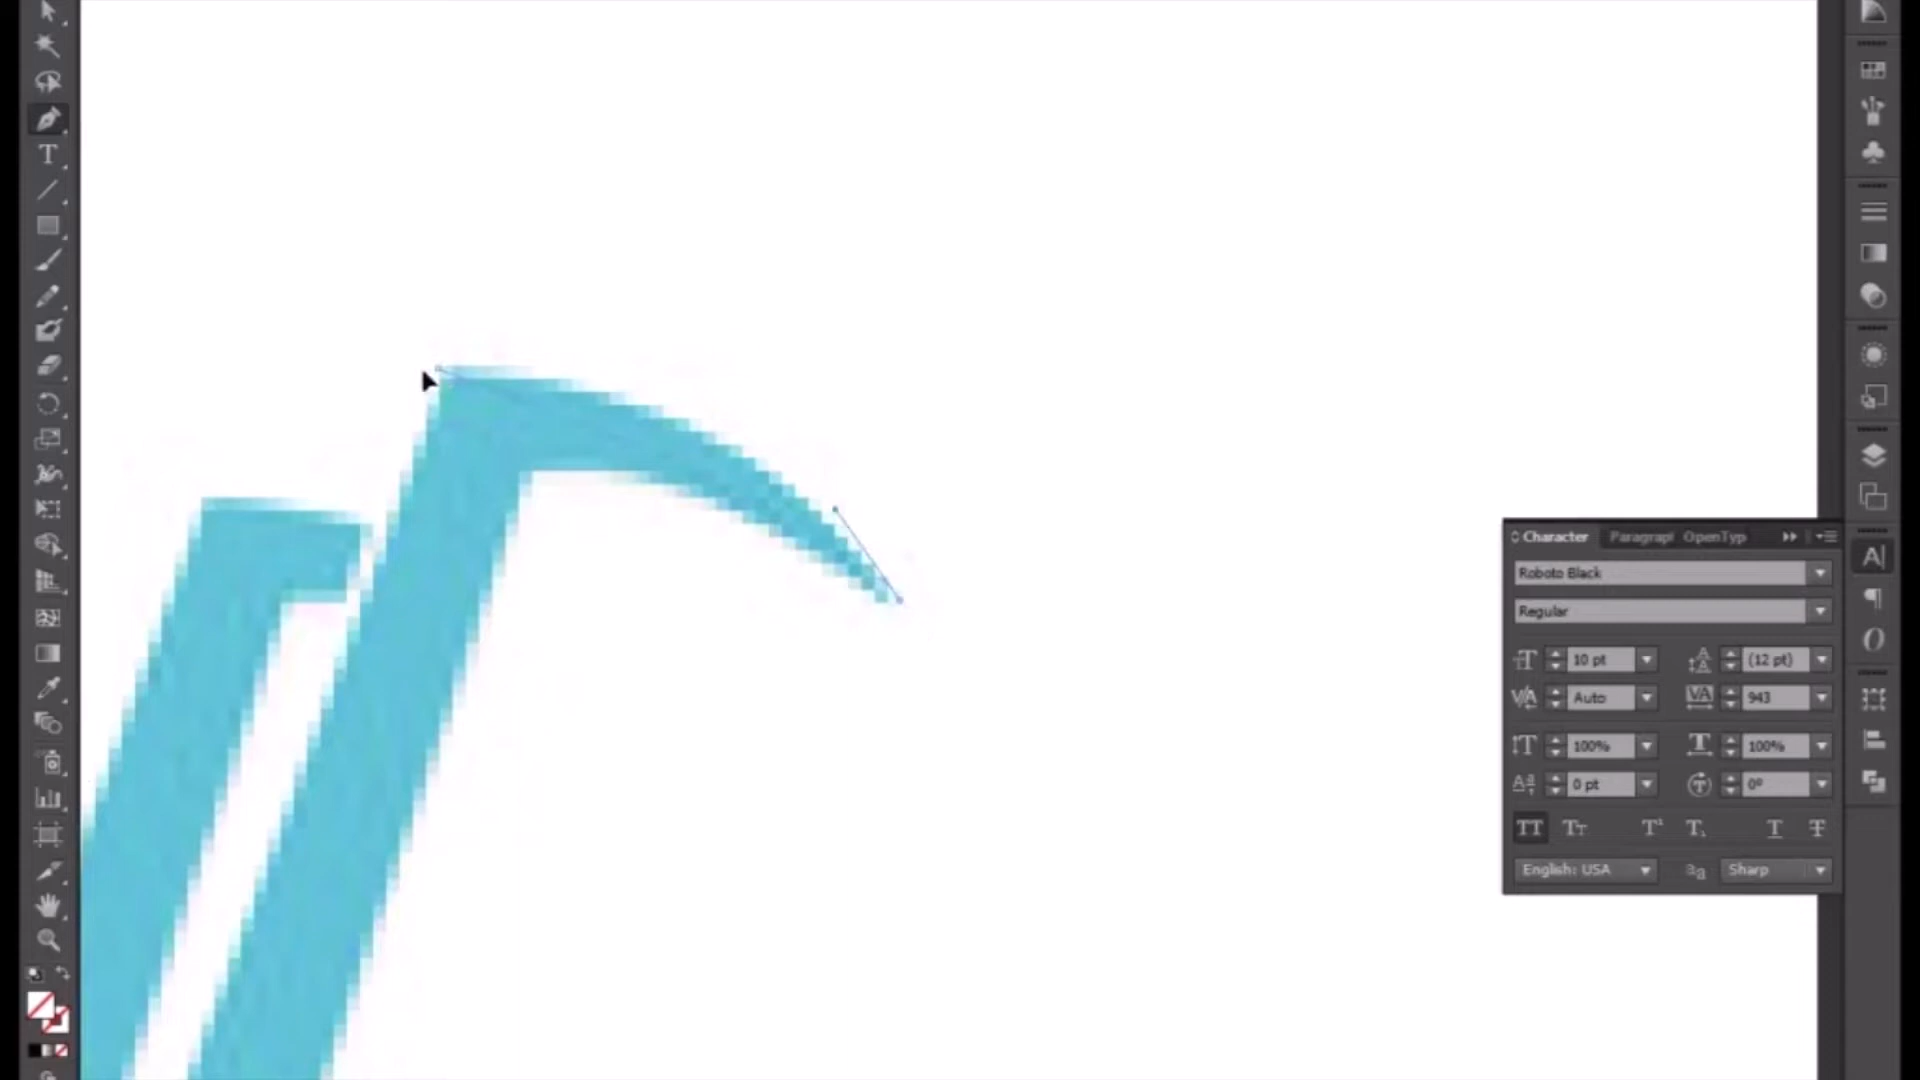 Character Paragrapl OpenTyp
Roboto Black
Regular
10 pt (12 pt)
Auto 943
100% 100%
0 pt 0°
English: USA Sharp